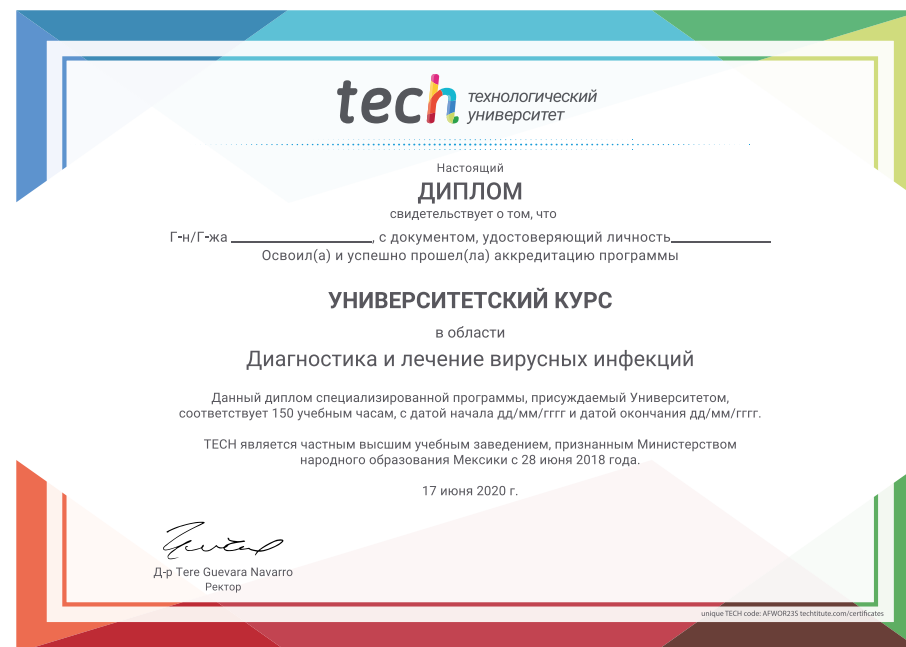 tech технологический
университет
Настоящий
ДИПЛОМ
свидетельствует о том, что
Г-н/Г-жа ____________________, с документом, удостоверяющий личность______________
Освоил(а) и успешно прошел(ла) аккредитацию программы
УНИВЕРСИТЕТСКИЙ КУРС
в области
Диагностика и лечение вирусных инфекций
Данный диплом специализированной программы, присуждаемый Университетом,
соответствует 150 учебным часам, с датой начала дд/мм/гггг и датой окончания дд/мм/гггг.
TECH является частным высшим учебным заведением, признанным Министерством
народного образования Мексики с 28 июня 2018 года.
17 июня 2020 г.
Д-р Tere Guevara Navarro
Ректор
unique TECH code: AFWOR23S techtitute.com/certificates